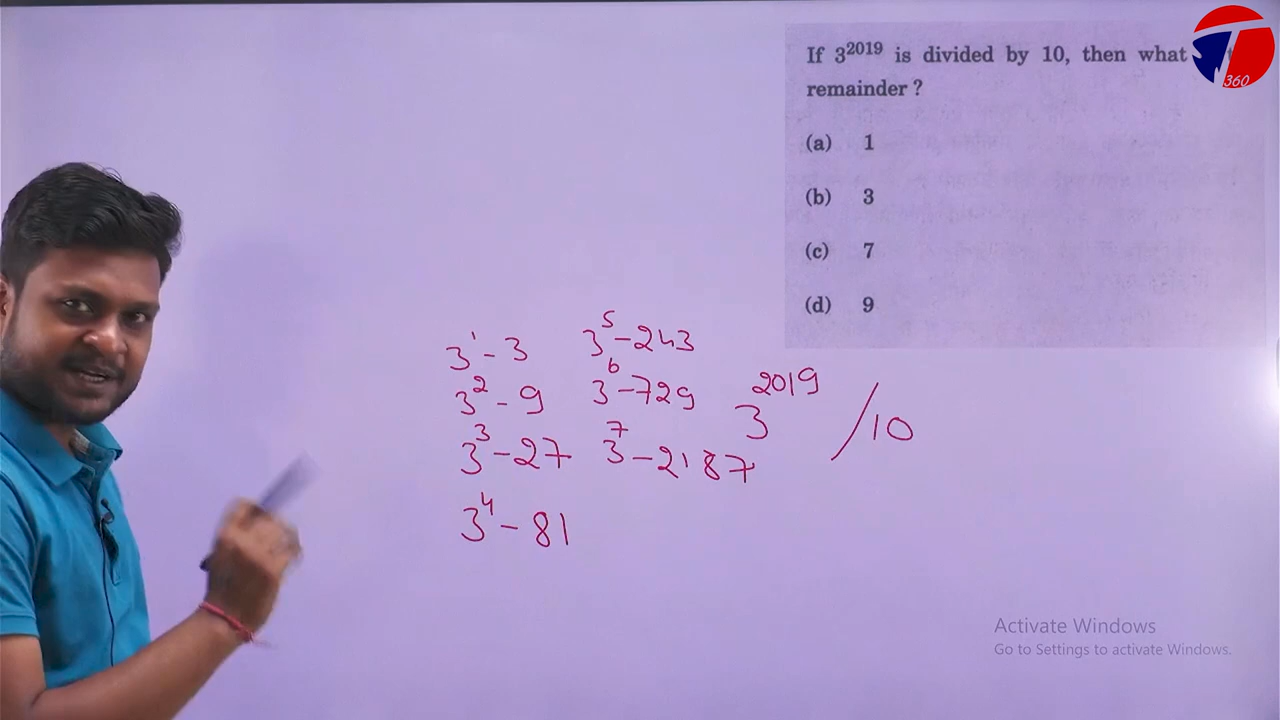 If 3^2019 is divided by 10, then what
remainder ?
(a) 1
(b) 3
(c) 7
(d) 9
3^1 - 3
3^2 - 9
3^3 - 27
3^4 - 81
3^5 - 243
3^6 - 729
3^7 - 2187
3^2019 / 10
T
360
Activate Windows
Go to Settings to activate Windows.